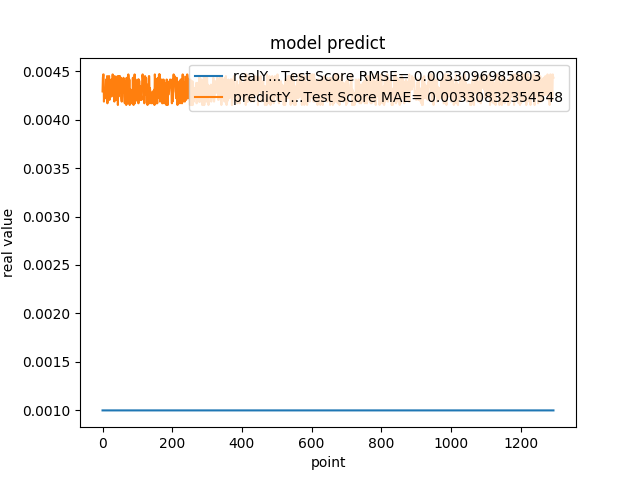 model predict
realY...Test Score RMSE= 0.0033096985803
predictY...Test Score MAE= 0.00330832354548
0.0045
0.0040
0.0035
0.0030
0.0025
0.0020
0.0015
0.0010
real value
0 200 400 600 800 1000 1200
point